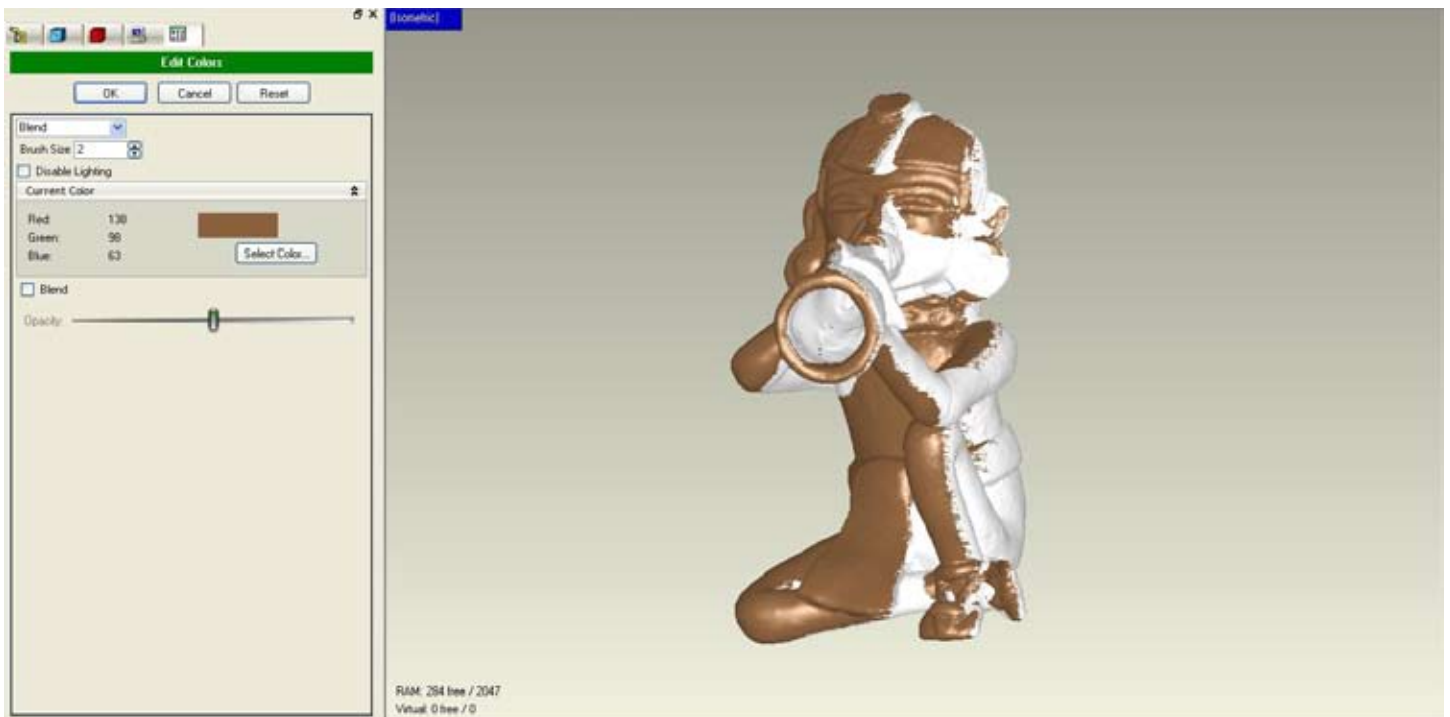 (Isometric)
Edit Colors
OK Cancel Reset
Blend
Brush Size 2
Disable Lighting
Current Color
Red: 138
Green: 98
Blue: 63
Select Color...
Blend
Opacity:
RAM: 284 free / 2047
Virtual: 0 free / 0